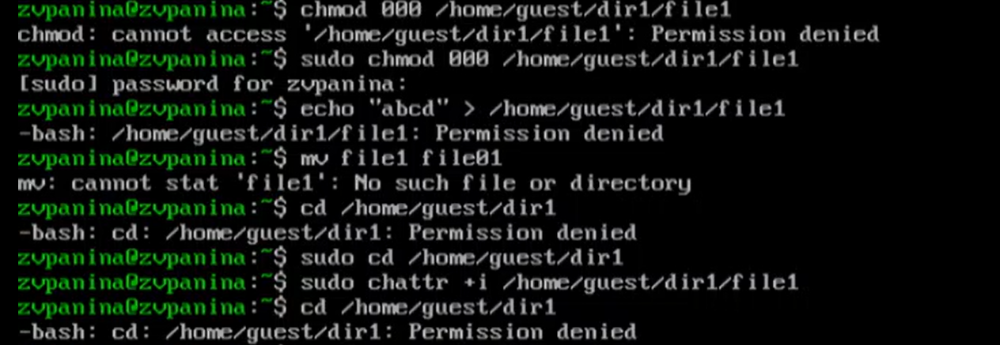 zvpanina@zvpanina:~$ chmod 000 /home/guest/dir1/file1
chmod: cannot access '/home/guest/dir1/file1': Permission denied
zvpanina@zvpanina:~$ sudo chmod 000 /home/guest/dir1/file1
[sudo] password for zvpanina:
zvpanina@zvpanina:~$ echo "abcd" > /home/guest/dir1/file1
-bash: /home/guest/dir1/file1: Permission denied
zvpanina@zvpanina:~$ mv file1 file01
mv: cannot stat 'file1': No such file or directory
zvpanina@zvpanina:~$ cd /home/guest/dir1
-bash: cd: /home/guest/dir1: Permission denied
zvpanina@zvpanina:~$ sudo cd /home/guest/dir1
zvpanina@zvpanina:~$ sudo chattr +i /home/guest/dir1/file1
zvpanina@zvpanina:~$ cd /home/guest/dir1
-bash: cd: /home/guest/dir1: Permission denied